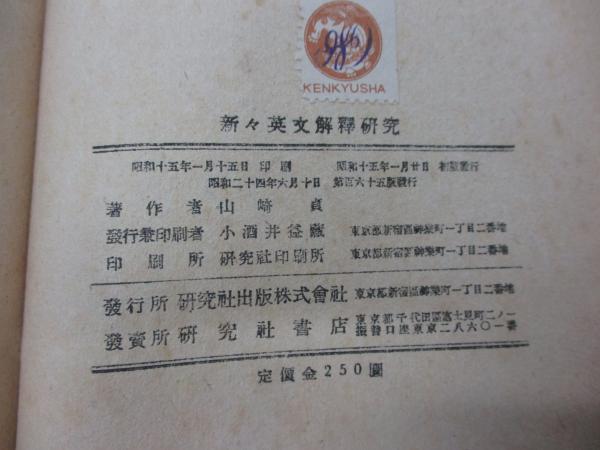 KENKYUSHA
新々英文解釋硏究
昭和十五年一月十五日 印刷 昭和十五年一月廿日 初版發行
昭和二十四年六月十日 第百六十五版發行
著作者 山崎貞
發行兼印刷者 小酒井益藏 東京都新宿區神樂町一丁目二番地
印刷所 硏究社印刷所 東京都新宿區神樂町一丁目二番地
發行所 硏究社出版株式會社 東京都新宿區神樂町一丁目二番地
發賣所 硏究社書店 東京都千代田區富士見町二ノ一
振替口座東京二八六〇一番
定價金250圓